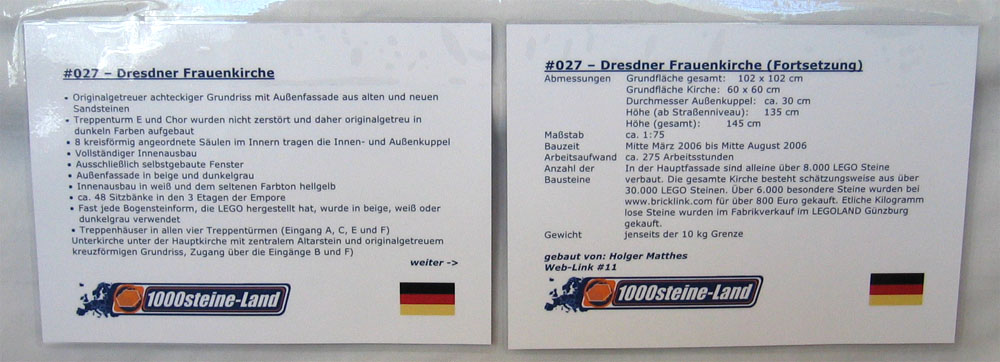 #027 – Dresdner Frauenkirche
• Originalgetreuer achteckiger Grundriss mit Außenfassade aus alten und neuen
Sandsteinen
• Treppenturm E und Chor wurden nicht zerstört und daher originalgetreu in
dunkeln Farben aufgebaut
• 8 kreisförmig angeordnete Säulen im Innern tragen die Innen- und Außenkuppel
• Vollständiger Innenausbau
• Ausschließlich selbstgebaute Fenster
• Außenfassade in beige und dunkelgrau
• Innenausbau in weiß und dem seltenen Farbton hellgelb
• ca. 48 Sitzbänke in den 3 Etagen der Empore
• Fast jede Bogensteinform, die LEGO hergestellt hat, wurde in beige, weiß oder
dunkelgrau verwendet
• Treppenhäuser in allen vier Treppentürmen (Eingang A, C, E und F)
Unterkirche unter der Hauptkirche mit zentralem Altarstein und originalgetreuem
kreuzförmigen Grundriss, Zugang über die Eingänge B und F)
weiter ->
1000steine-Land
#027 – Dresdner Frauenkirche (Fortsetzung)
Abmessungen Grundfläche gesamt: 102 x 102 cm
Grundfläche Kirche: 60 x 60 cm
Durchmesser Außenkuppel: ca. 30 cm
Höhe (ab Straßenniveau): 135 cm
Höhe (gesamt): 145 cm
Maßstab ca. 1:75
Bauzeit Mitte März 2006 bis Mitte August 2006
Arbeitsaufwand ca. 275 Arbeitsstunden
Anzahl der In der Hauptfassade sind alleine über 8.000 LEGO Steine
Bausteine verbaut. Die gesamte Kirche besteht schätzungsweise aus über
30.000 LEGO Steinen. Über 6.000 besondere Steine wurden bei
www.bricklink.com für über 800 Euro gekauft. Etliche Kilogramm
lose Steine wurden im Fabrikverkauf im LEGOLAND Günzburg
gekauft.
Gewicht jenseits der 10 kg Grenze
gebaut von: Holger Matthes
Web-Link #11
1000steine-Land